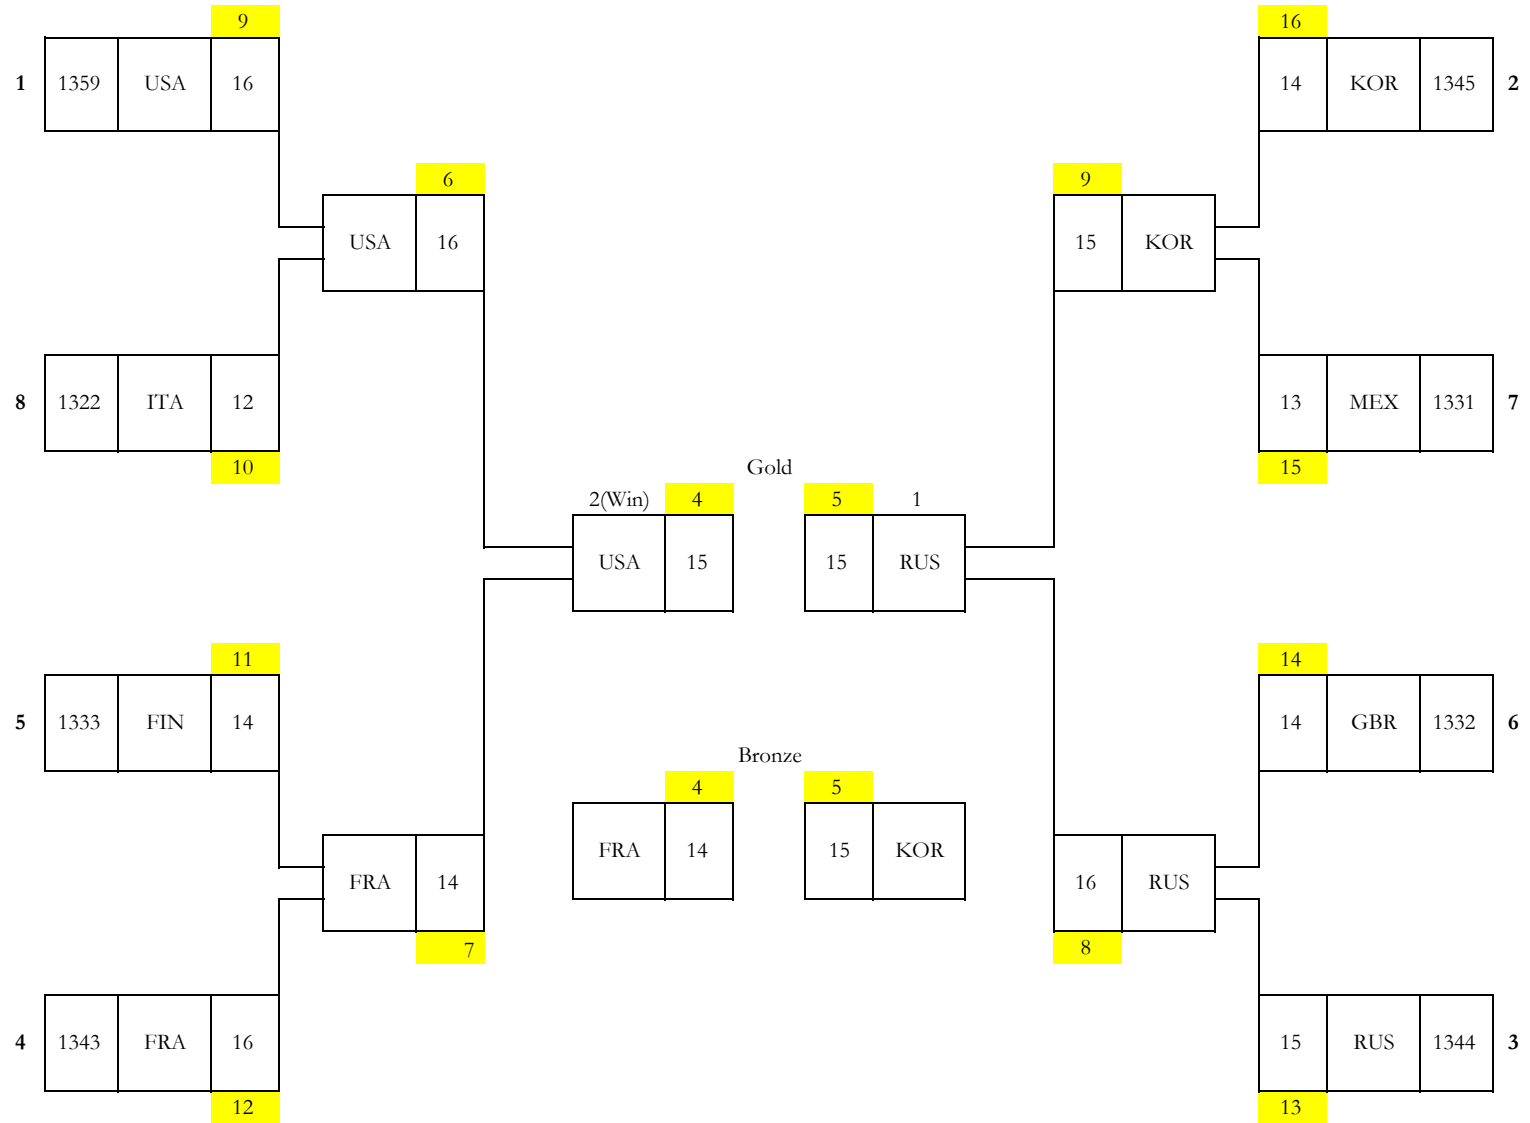 9 16
1 1359 USA 16 14 KOR 1345 2
6 9
USA 16 15 KOR
8 1322 ITA 12 13 MEX 1331 7
10 Gold 15
2(Win) 4 5 1
USA 15 15 RUS
11 14
5 1333 FIN 14 14 GBR 1332 6
Bronze
4 5
FRA 14 FRA 14 15 KOR 16 RUS
7 8
4 1343 FRA 16 15 RUS 1344 3
12 13